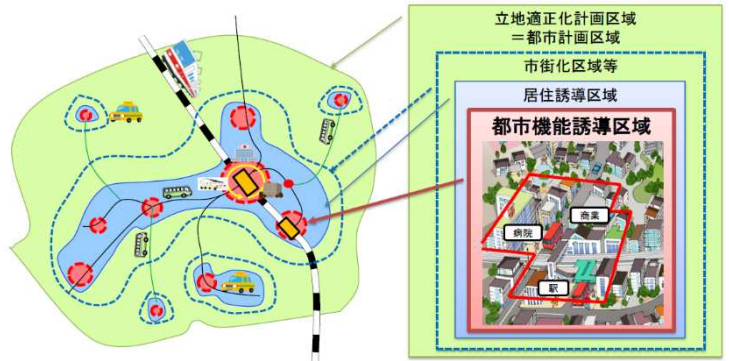 立地適正化計画区域
＝都市計画区域
市街化区域等
居住誘導区域
都市機能誘導区域
商業
病院
駅